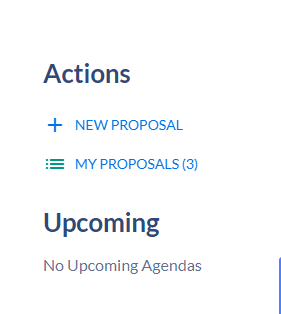 Actions
NEW PROPOSAL
MY PROPOSALS (3)
Upcoming
No Upcoming Agendas